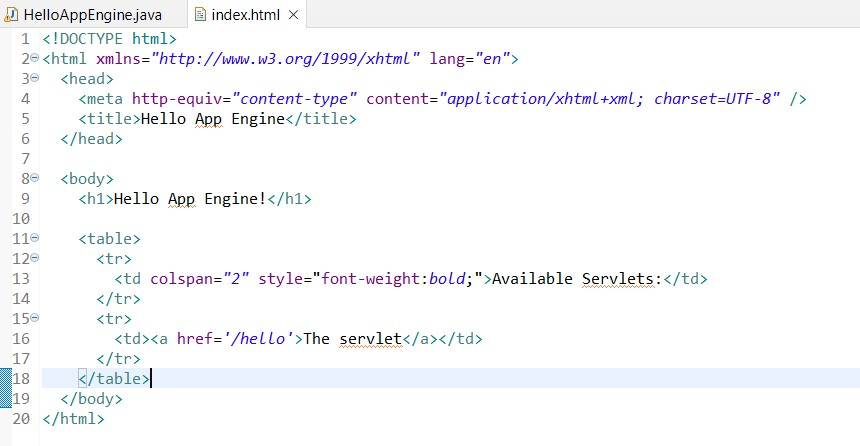 HelloAppEngine.java index.html
1 <!DOCTYPE html>
2 <html xmlns="http://www.w3.org/1999/xhtml" lang="en">
3   <head>
4     <meta http-equiv="content-type" content="application/xhtml+xml; charset=UTF-8" />
5     <title>Hello App Engine</title>
6   </head>
7
8   <body>
9     <h1>Hello App Engine!</h1>
10
11     <table>
12       <tr>
13         <td colspan="2" style="font-weight:bold;">Available Servlets:</td>
14       </tr>
15       <tr>
16         <td><a href='/hello'>The servlet</a></td>
17       </tr>
18     </table>
19   </body>
20 </html>